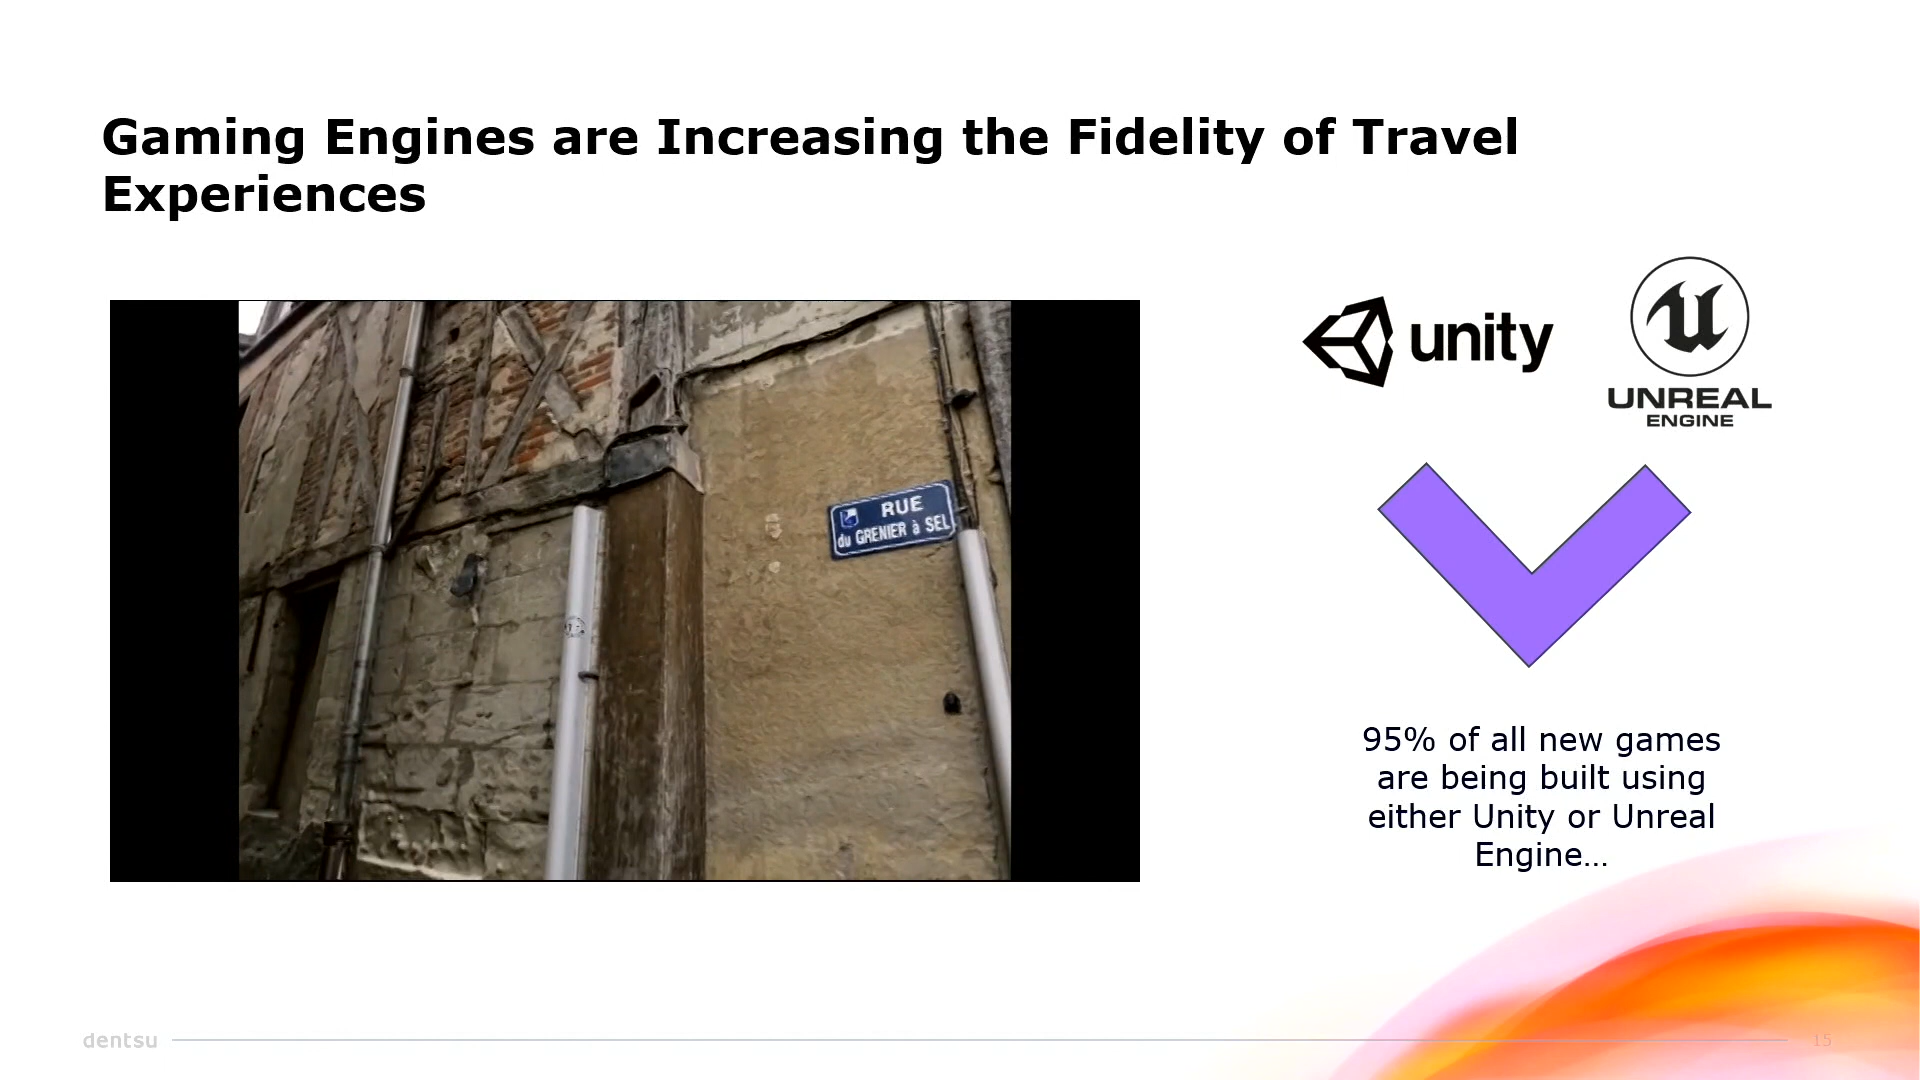 Gaming Engines are Increasing the Fidelity of Travel
Experiences
unity
UNREAL
ENGINE
RUE
du GRENIER à SEL
95% of all new games
are being built using
either Unity or Unreal
Engine…
dentsu
15